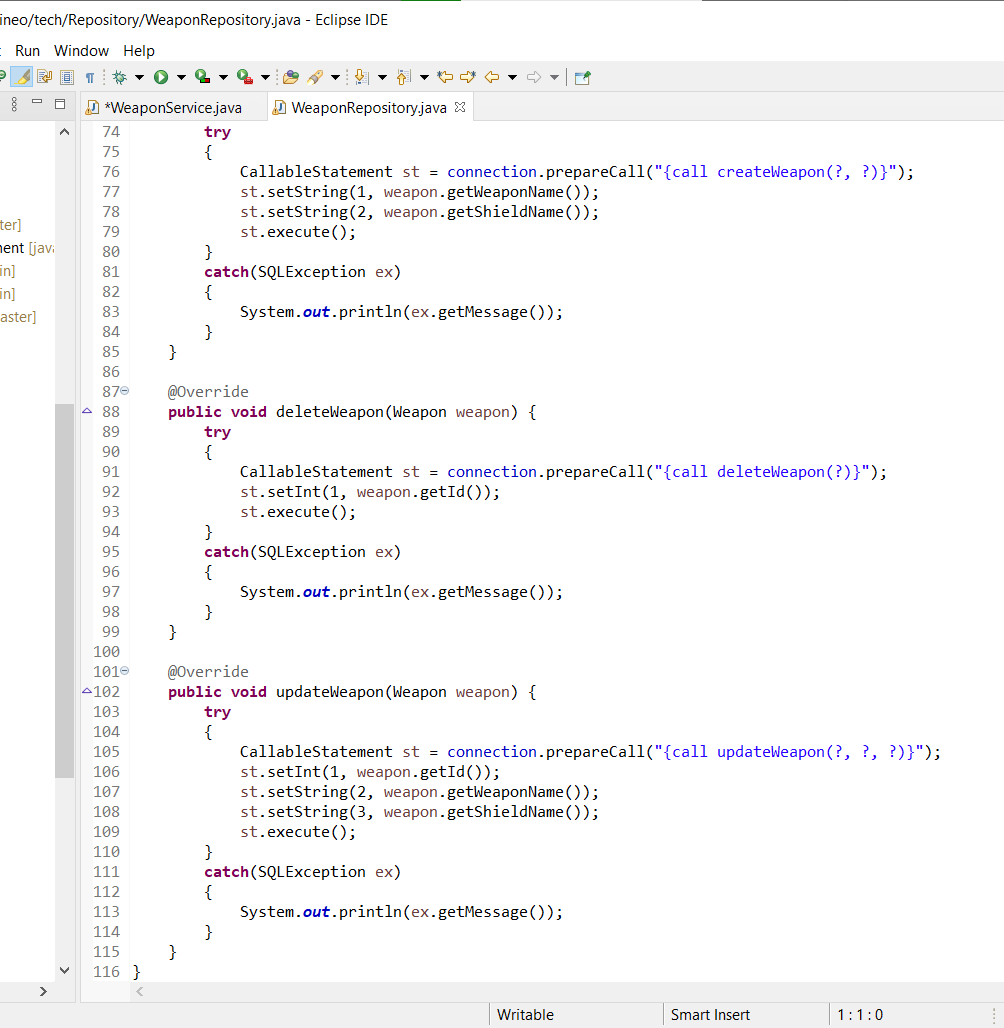 ineo/tech/Repository/WeaponRepository.java - Eclipse IDE
Run Window Help
*WeaponService.java WeaponRepository.java
ter]
ment [java
in]
in]
aster]
74 try
75 {
76 CallableStatement st = connection.prepareCall("{call createWeapon(?, ?)}");
77 st.setString(1, weapon.getWeaponName());
78 st.setString(2, weapon.getShieldName());
79 st.execute();
80 }
81 catch(SQLException ex)
82 {
83 System.out.println(ex.getMessage());
84 }
85 }
86
87 @Override
88 public void deleteWeapon(Weapon weapon) {
89 try
90 {
91 CallableStatement st = connection.prepareCall("{call deleteWeapon(?)}");
92 st.setInt(1, weapon.getId());
93 st.execute();
94 }
95 catch(SQLException ex)
96 {
97 System.out.println(ex.getMessage());
98 }
99 }
100
101 @Override
102 public void updateWeapon(Weapon weapon) {
103 try
104 {
105 CallableStatement st = connection.prepareCall("{call updateWeapon(?, ?, ?)}");
106 st.setInt(1, weapon.getId());
107 st.setString(2, weapon.getWeaponName());
108 st.setString(3, weapon.getShieldName());
109 st.execute();
110 }
111 catch(SQLException ex)
112 {
113 System.out.println(ex.getMessage());
114 }
115 }
116 }
Writable Smart Insert 1 : 1 : 0